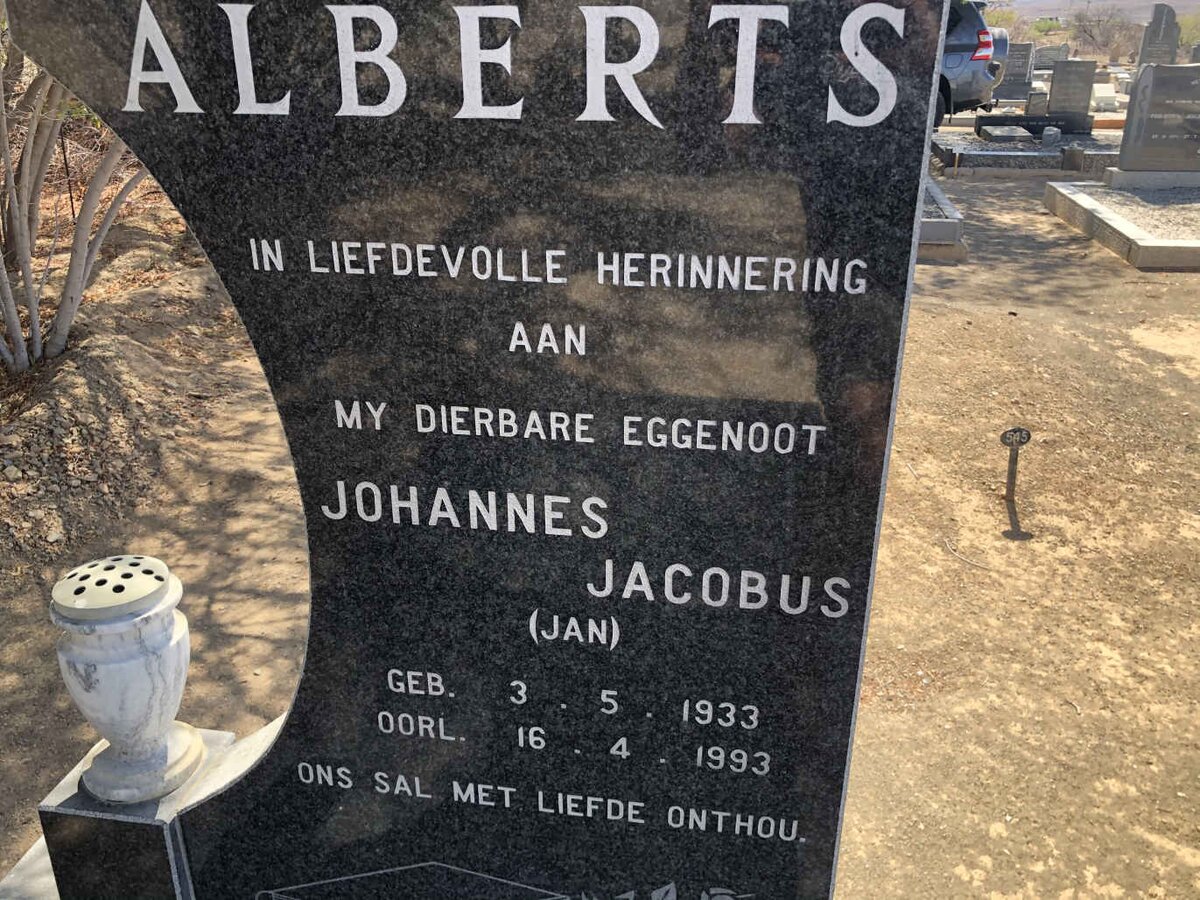 ALBERTS
IN LIEFDEVOLLE HERINNERING
AAN
MY DIERBARE EGGENOOT
JOHANNES
JACOBUS
(JAN)
GEB. 3 . 5 . 1933
OORL. 16 . 4 . 1993
ONS SAL MET LIEFDE ONTHOU.
545